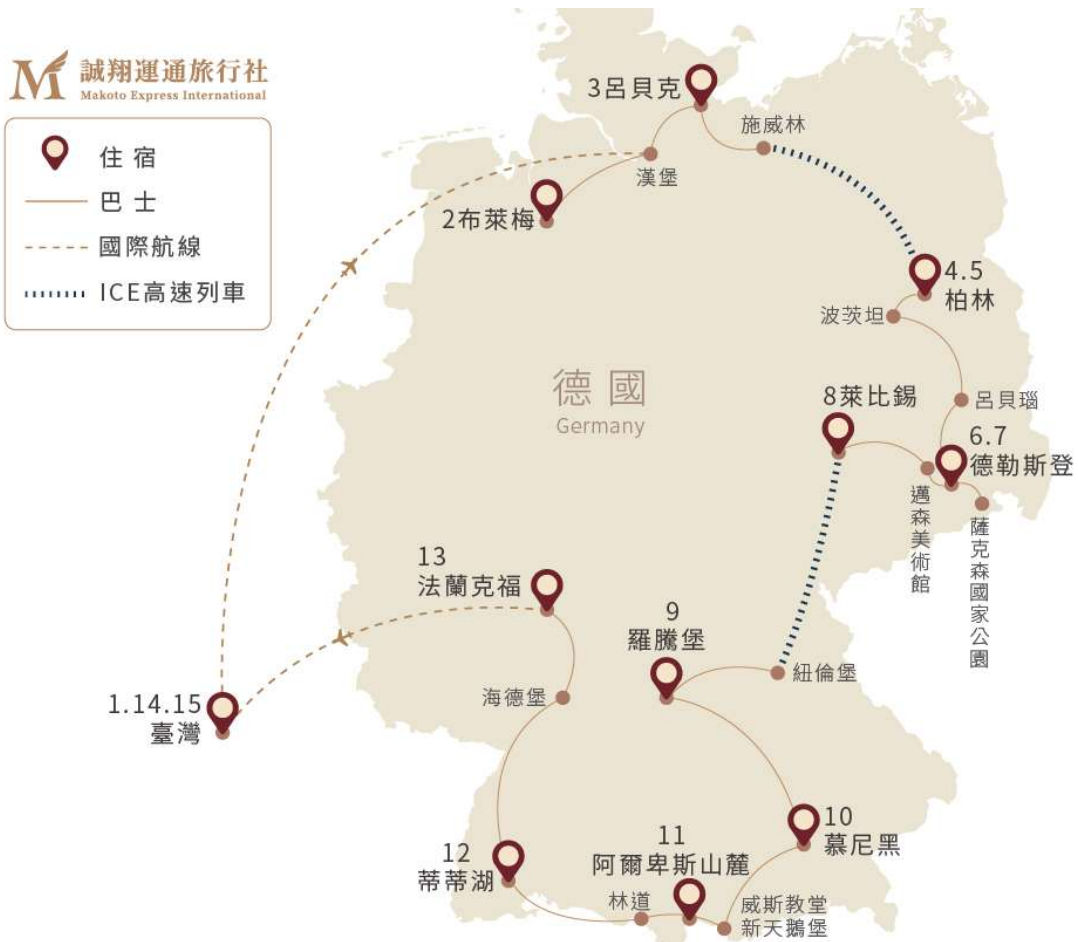 誠翔運通旅行社
Makoto Express International
住宿
巴士
國際航線
ICE高速列車
3呂貝克
施威林
漢堡
2布萊梅
4.5
柏林
波茨坦
德國
Germany
8萊比錫
呂貝瑙
6.7
德勒斯登
邁森美術館
薩克森國家公園
13
法蘭克福
9
羅騰堡
紐倫堡
海德堡
1.14.15
臺灣
10
慕尼黑
11
阿爾卑斯山麓
12
蒂蒂湖
林道
威斯教堂
新天鵝堡